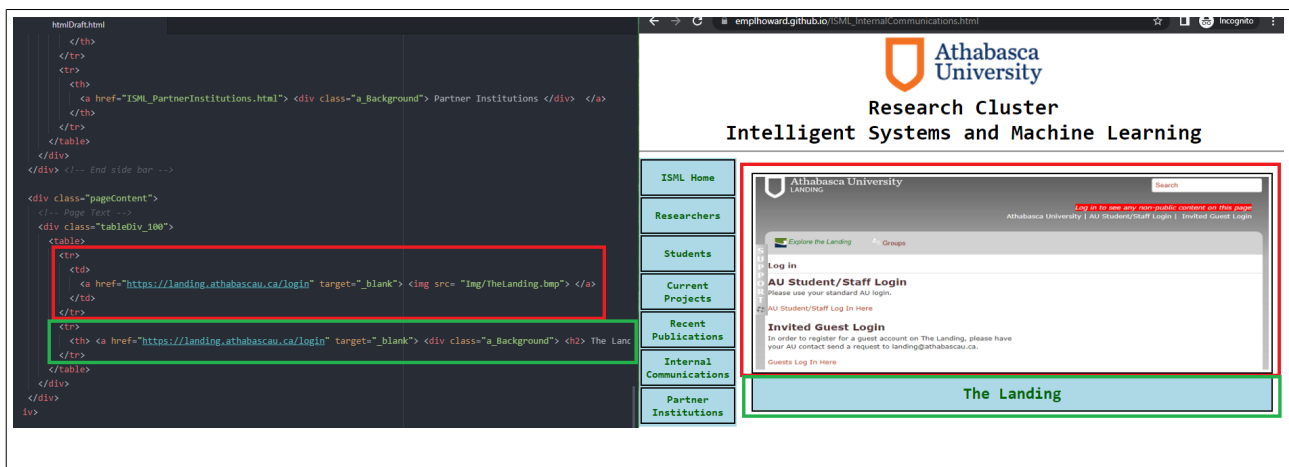 htmlDraft.html
</th>
</tr>
<tr>
<th>
<a href="ISML_PartnerInstitutions.html"> <div class="a_Background"> Partner Institutions </div> </a>
</th>
</tr>
</table>
</div>
</div> <!-- End side bar -->
<div class="pageContent">
<!-- Page Text -->
<div class="tableDiv_100">
<table>
<tr>
<td>
<a href="https://landing.athabascau.ca/login" target="_blank"> <img src= "Img/TheLanding.bmp"> </a>
</td>
</tr>
<tr>
<th> <a href="https://landing.athabascau.ca/login" target="_blank"> <div class="a_Background"> <h2> The Lanc
</tr>
</table>
</div>
</div>
iv>
emplhoward.github.io/ISML_InternalCommunications.html
Incognito
Athabasca
University
Research Cluster
Intelligent Systems and Machine Learning
ISML Home
Researchers
Students
Current
Projects
Recent
Publications
Internal
Communications
Partner
Institutions
Athabasca University
LANDING
Search
Log in to see any non-public content on this page
Athabasca University | AU Student/Staff Login | Invited Guest Login
Explore the Landing
Groups
SUPPORT
Log in
AU Student/Staff Login
Please use your standard AU login.
AU Student/Staff Log In Here
Invited Guest Login
In order to register for a guest account on The Landing, please have
your AU contact send a request to landing@athabascau.ca.
Guests Log In Here
The Landing